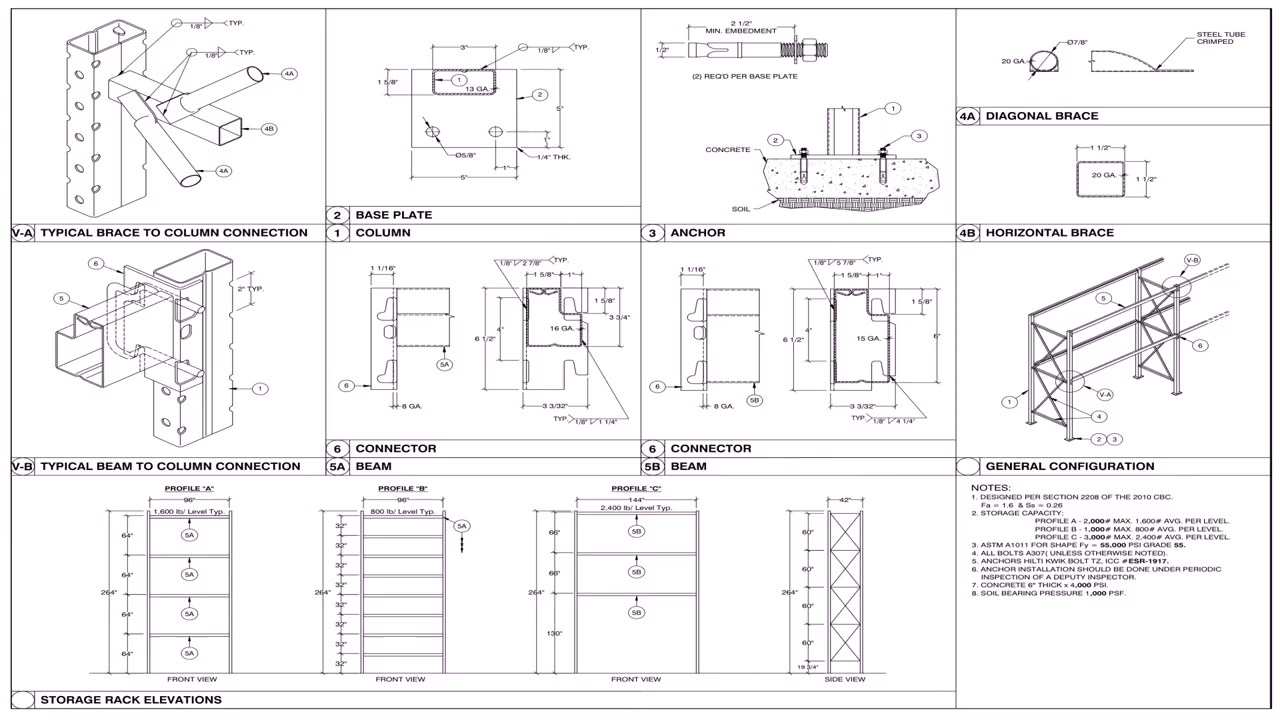 1/8" TYP.
1/8" TYP.
4A
4B
4A
V-A TYPICAL BRACE TO COLUMN CONNECTION
3"
1/8" TYP.
1 5/8"
1
13 GA.
2
5"
Ø5/8"
1"
1"
1/4" THK.
5"
2 BASE PLATE
1 COLUMN
2 1/2"
MIN. EMBEDMENT
1/2"
(2) REQ'D PER BASE PLATE
1
2
3
CONCRETE
SOIL
3 ANCHOR
Ø7/8"
STEEL TUBE
CRIMPED
20 GA.
4A DIAGONAL BRACE
1 1/2"
20 GA.
1 1/2"
4B HORIZONTAL BRACE
6
5
2" TYP.
1
V-B TYPICAL BEAM TO COLUMN CONNECTION
1 1/16"
5A
6
8 GA.
1/8" 2 7/8" TYP.
1 5/8" 1"
1 5/8"
3 3/4"
16 GA.
4"
6 1/2"
3 3/32"
TYP. 1/8" 1 1/4"
6 CONNECTOR
5A BEAM
1 1/16"
6
5B
8 GA.
1/8" 5 7/8" TYP.
1 5/8" 1"
1 5/8"
6"
15 GA.
4"
6 1/2"
3 3/32"
TYP. 1/8" 4 1/4"
6 CONNECTOR
5B BEAM
V-B
5
6
1
V-A
4
2 3
GENERAL CONFIGURATION
PROFILE "A"
96"
1,600 lb/ Level Typ.
64"
64"
64"
64"
264"
5A
5A
5A
5A
FRONT VIEW
PROFILE "B"
96"
800 lb/ Level Typ.
5A
32"
32"
32"
32"
32"
32"
32"
32"
264"
FRONT VIEW
PROFILE "C"
144"
2,400 lb/ Level Typ.
66"
66"
130"
264"
5B
5B
5B
FRONT VIEW
42"
60"
60"
60"
60"
19 3/4"
264"
SIDE VIEW
STORAGE RACK ELEVATIONS
NOTES:
1. DESIGNED PER SECTION 2208 OF THE 2010 CBC.
Fa = 1.6 & Ss = 0.26
2. STORAGE CAPACITY:
PROFILE A - 2,000# MAX. 1,600# AVG. PER LEVEL.
PROFILE B - 1,000# MAX. 800# AVG. PER LEVEL.
PROFILE C - 3,000# MAX. 2,400# AVG. PER LEVEL.
3. ASTM A1011 FOR SHAPE Fy = 55,000 PSI GRADE 55.
4. ALL BOLTS A307( UNLESS OTHERWISE NOTED).
5. ANCHORS HILTI KWIK BOLT TZ, ICC #ESR-1917.
6. ANCHOR INSTALLATION SHOULD BE DONE UNDER PERIODIC
INSPECTION OF A DEPUTY INSPECTOR.
7. CONCRETE 6" THICK x 4,000 PSI.
8. SOIL BEARING PRESSURE 1,000 PSF.